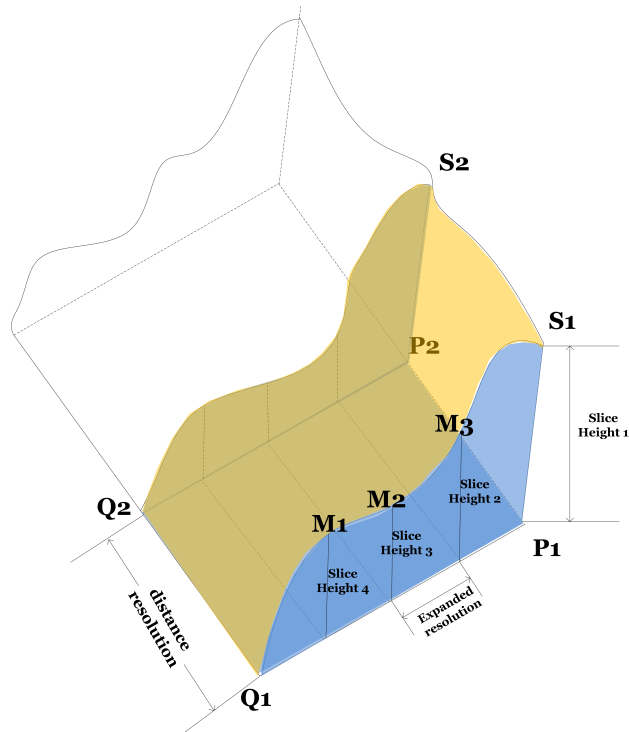 S2
S1
P2
Slice
Height 1
M3
Slice
Height 2
Q2
M2
M1
Slice
Height 3
P1
Slice
Height 4
distance
resolution
Expanded
resolution
Q1